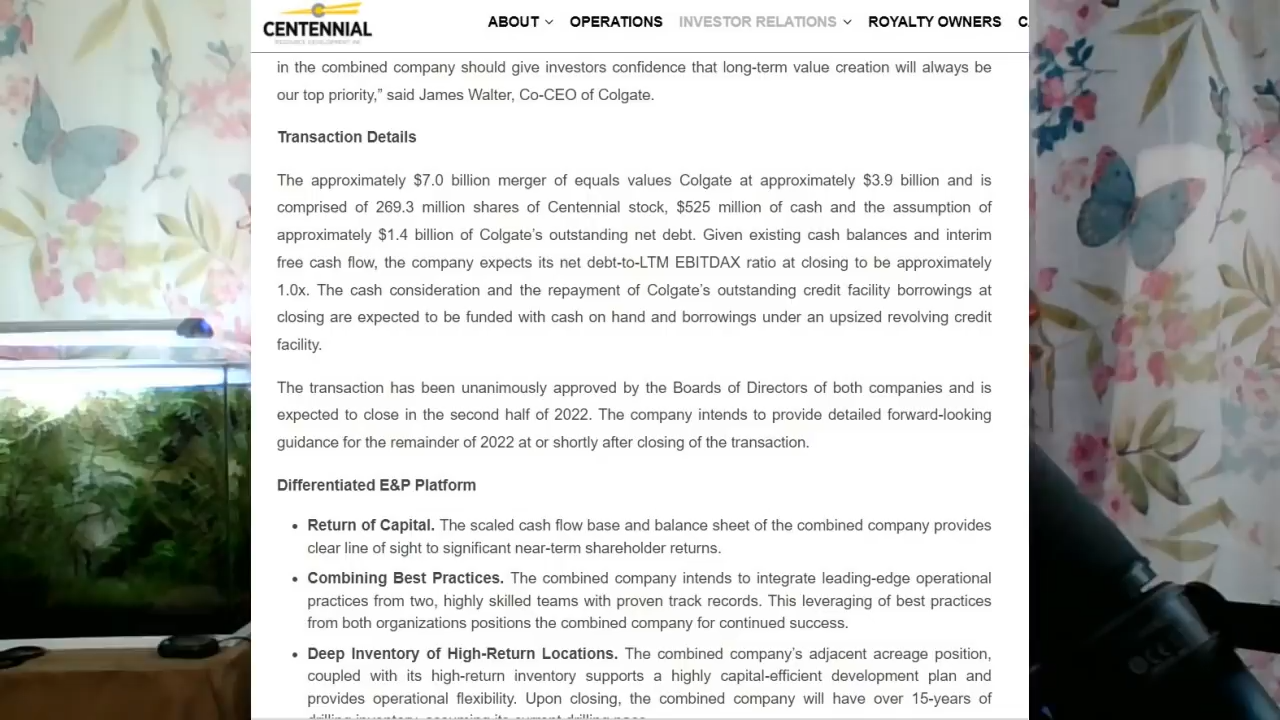 CENTENNIAL
RESOURCE DEVELOPMENT INC
ABOUT OPERATIONS INVESTOR RELATIONS ROYALTY OWNERS
in the combined company should give investors confidence that long-term value creation will always be
our top priority,” said James Walter, Co-CEO of Colgate.
Transaction Details
The approximately $7.0 billion merger of equals values Colgate at approximately $3.9 billion and is
comprised of 269.3 million shares of Centennial stock, $525 million of cash and the assumption of
approximately $1.4 billion of Colgate’s outstanding net debt. Given existing cash balances and interim
free cash flow, the company expects its net debt-to-LTM EBITDAX ratio at closing to be approximately
1.0x. The cash consideration and the repayment of Colgate’s outstanding credit facility borrowings at
closing are expected to be funded with cash on hand and borrowings under an upsized revolving credit
facility.
The transaction has been unanimously approved by the Boards of Directors of both companies and is
expected to close in the second half of 2022. The company intends to provide detailed forward-looking
guidance for the remainder of 2022 at or shortly after closing of the transaction.
Differentiated E&P Platform
• Return of Capital. The scaled cash flow base and balance sheet of the combined company provides
clear line of sight to significant near-term shareholder returns.
• Combining Best Practices. The combined company intends to integrate leading-edge operational
practices from two, highly skilled teams with proven track records. This leveraging of best practices
from both organizations positions the combined company for continued success.
• Deep Inventory of High-Return Locations. The combined company’s adjacent acreage position,
coupled with its high-return inventory supports a highly capital-efficient development plan and
provides operational flexibility. Upon closing, the combined company will have over 15-years of
drilling inventory, assuming its current drilling pace.